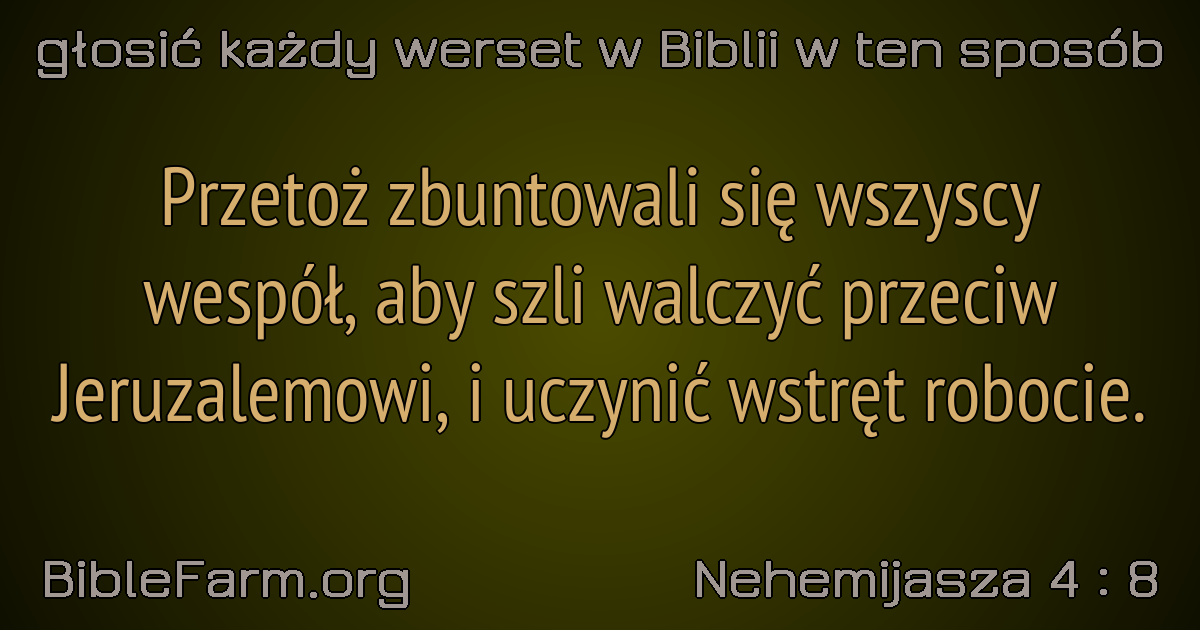 głosić każdy werset w Biblii w ten sposób
Przetoż zbuntowali się wszyscy
wespół, aby szli walczyć przeciw
Jeruzalemowi, i uczynić wstręt robocie.
BibleFarm.org
Nehemijasza 4 : 8